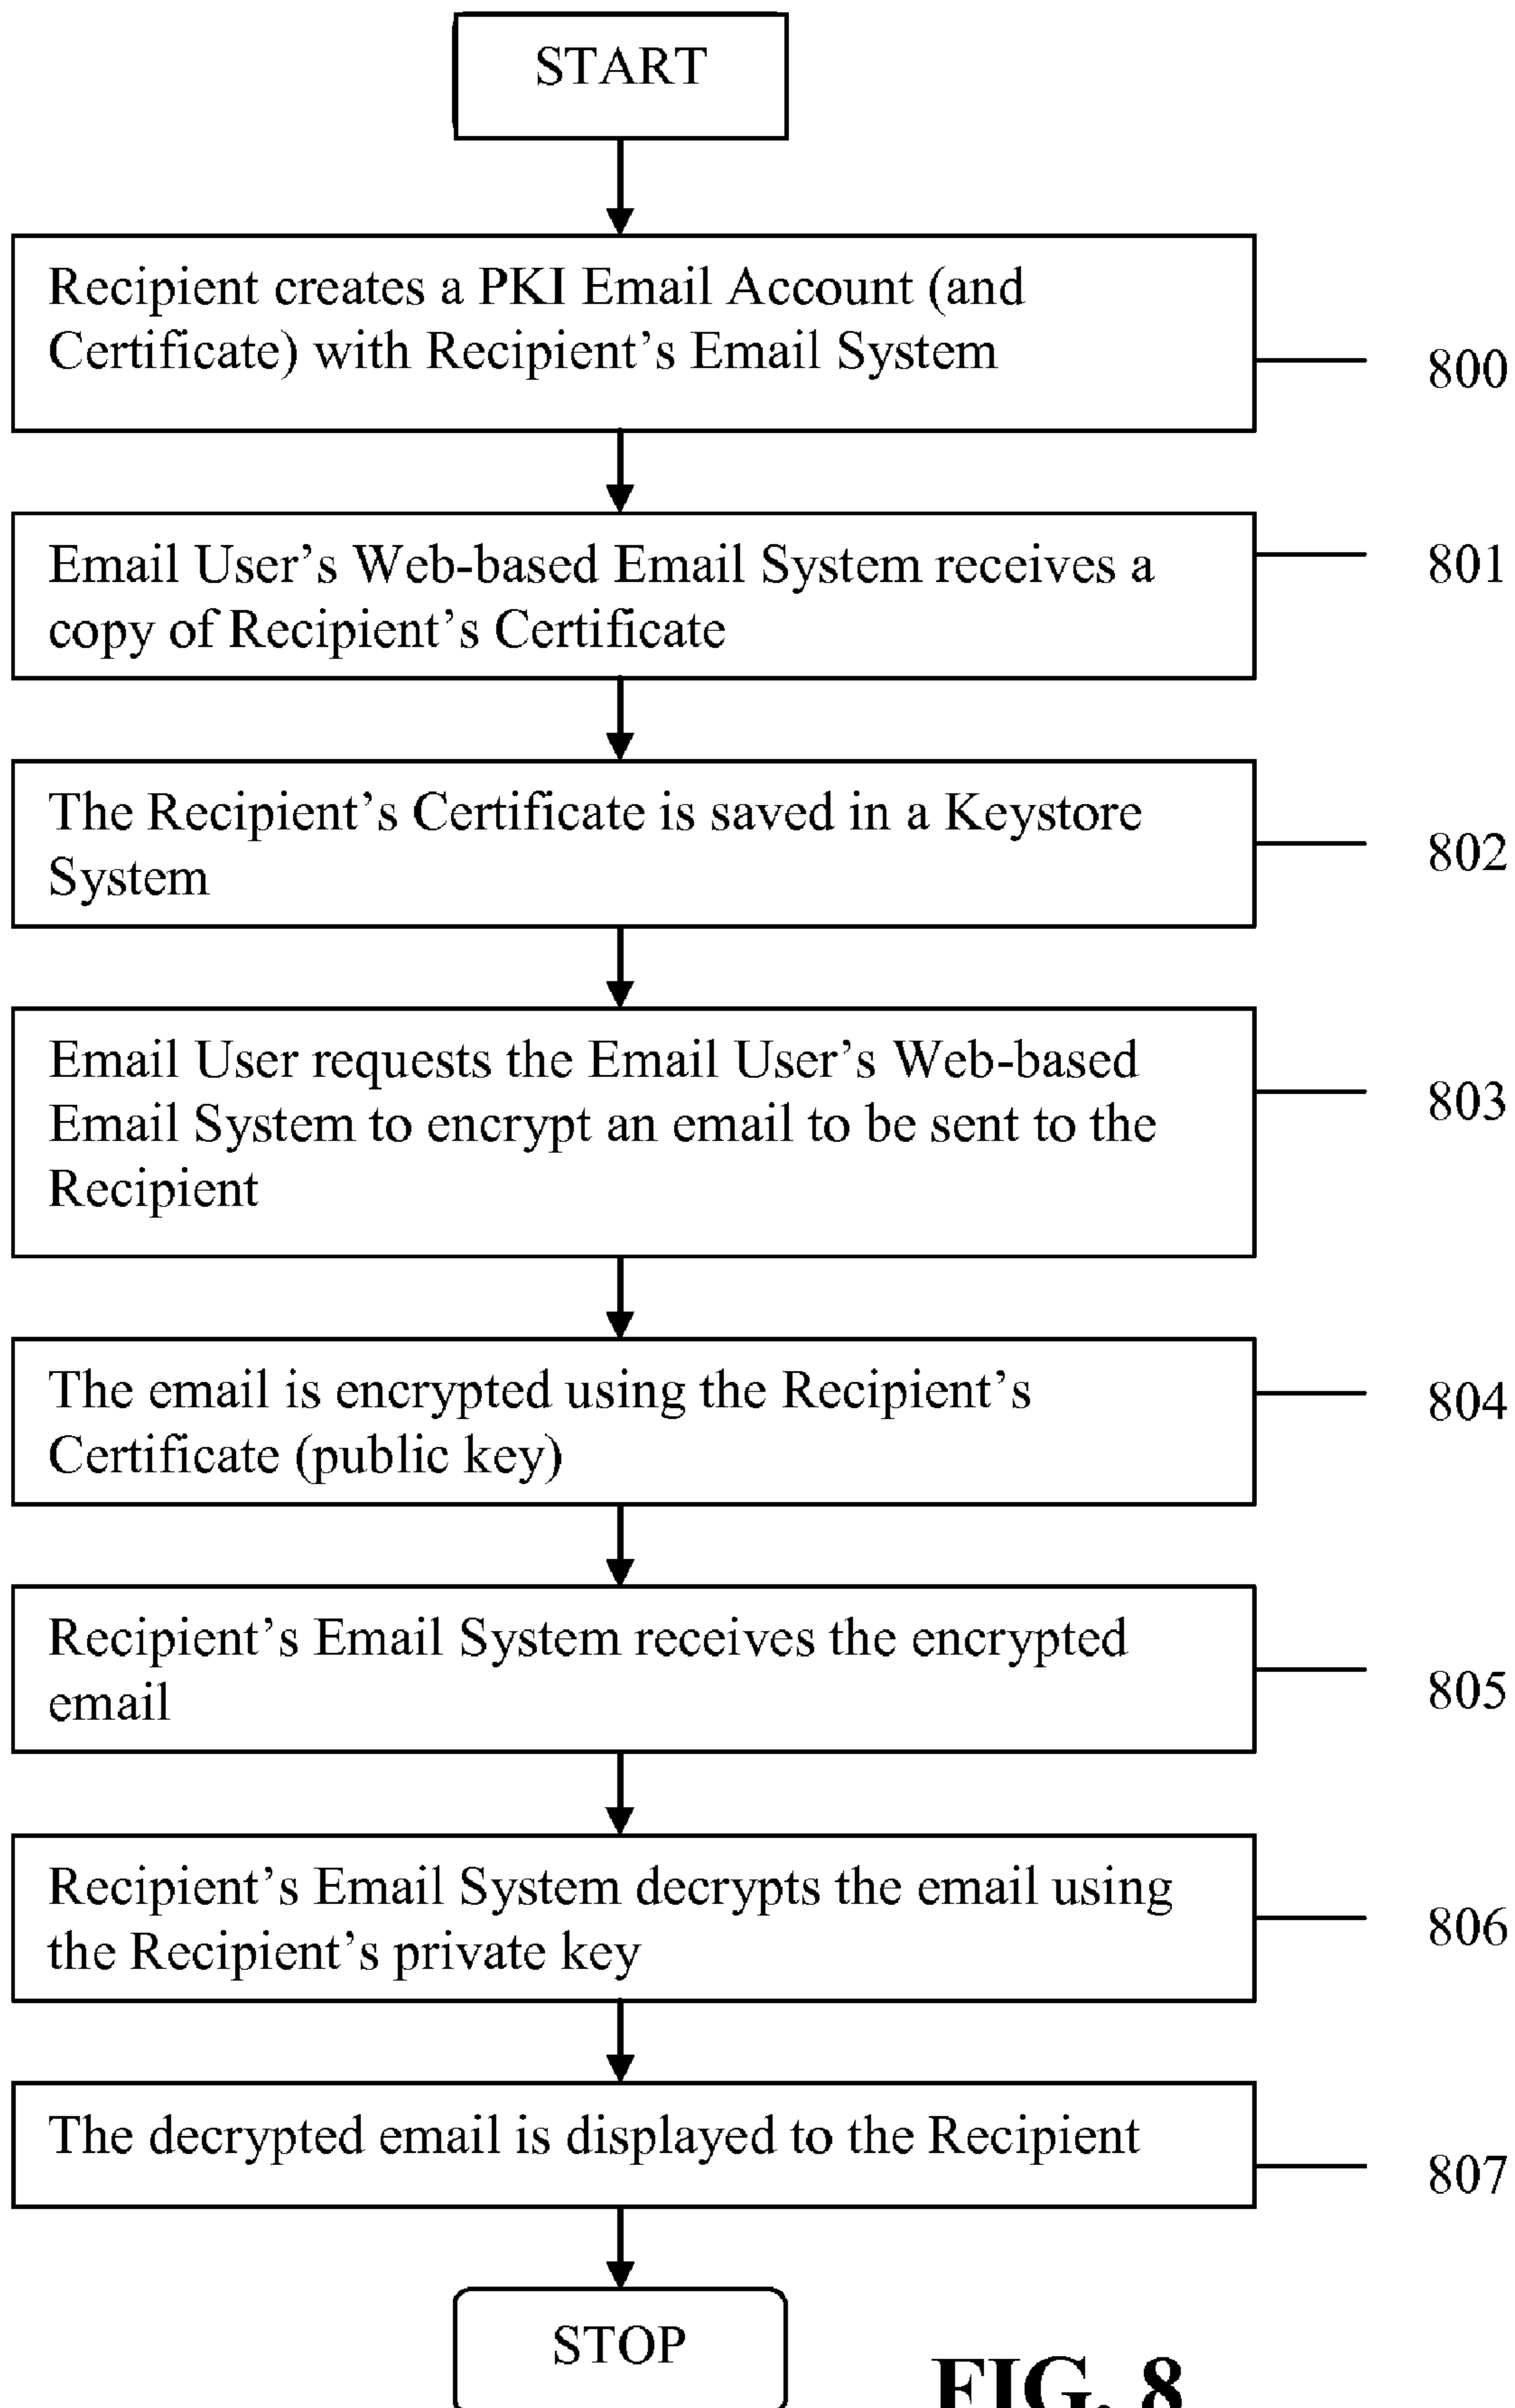 START
Recipient creates a PKI Email Account (and
Certificate) with Recipient’s Email System
800
Email User’s Web-based Email System receives a
copy of Recipient’s Certificate
801
The Recipient’s Certificate is saved in a Keystore
System
802
Email User requests the Email User’s Web-based
Email System to encrypt an email to be sent to the
Recipient
803
The email is encrypted using the Recipient’s
Certificate (public key)
804
Recipient’s Email System receives the encrypted
email
805
Recipient’s Email System decrypts the email using
the Recipient’s private key
806
The decrypted email is displayed to the Recipient
807
STOP
FIG. 8